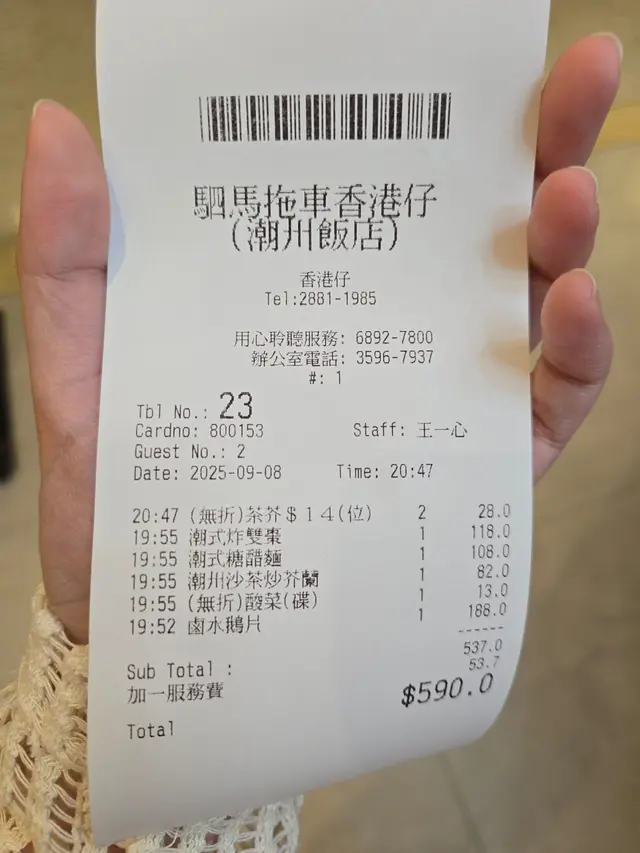 駟馬拖車香港仔
(潮州飯店)
香港仔
Tel:2881-1985
用心聆聽服務: 6892-7800
辦公室電話: 3596-7937
#: 1
Tbl No.: 23
Cardno: 800153 Staff: 王一心
Guest No.: 2
Date: 2025-09-08 Time: 20:47
20:47 (無折)茶芥$14(位) 2 28.0
19:55 潮式炸雙棗 1 118.0
19:55 潮式糖醋麵 1 108.0
19:55 潮州沙茶炒芥蘭 1 82.0
19:55 (無折)酸菜(碟) 1 13.0
19:52 鹵水鵝片 1 188.0
------
Sub Total : 537.0
加一服務費 53.7
Total $590.0